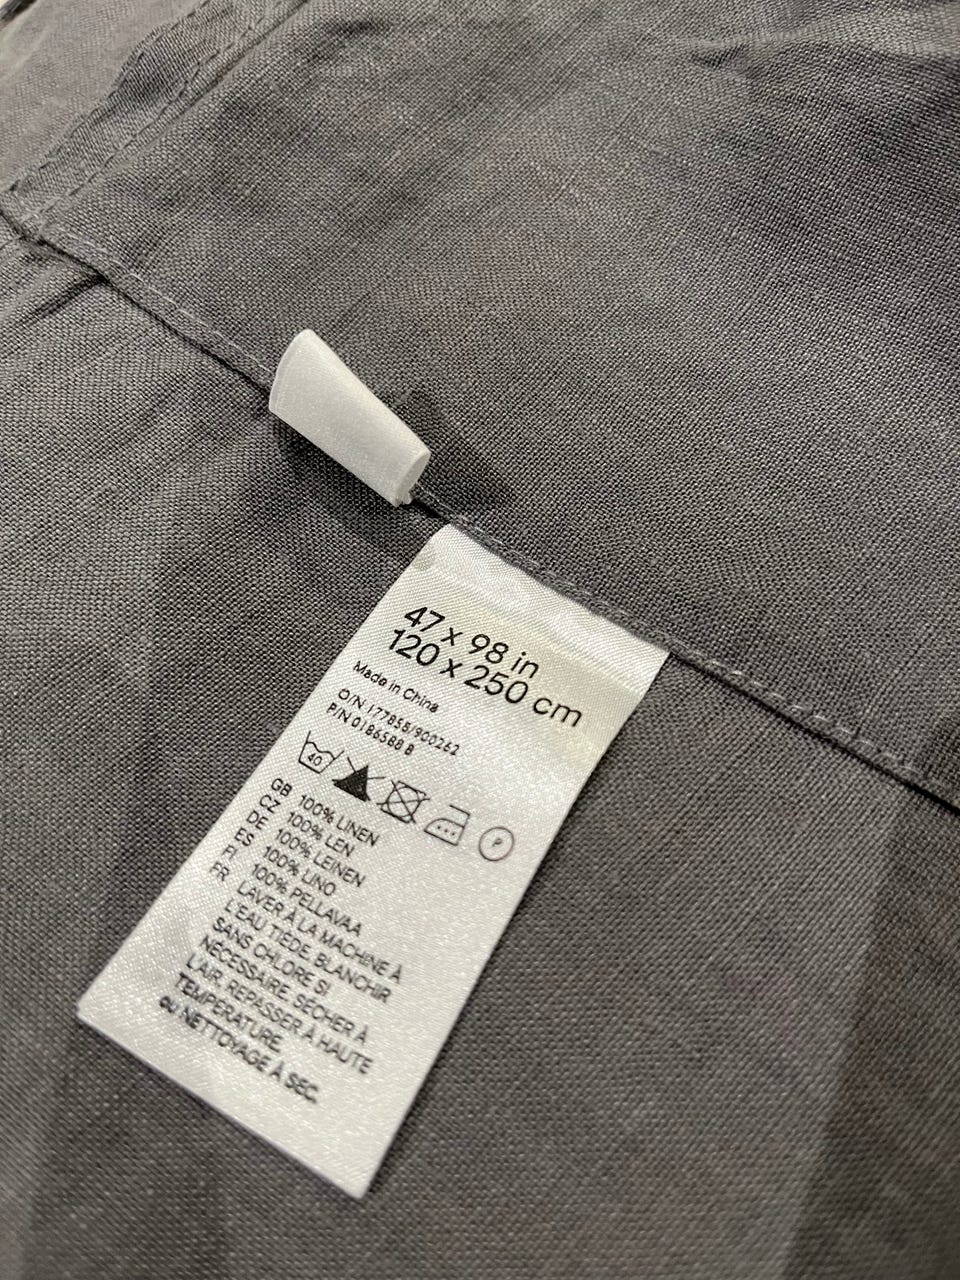 47 x 98 in
120 x 250 cm
Made in China
O/N 177855/900262
P/N 0186588 B
40
P
GB 100% LINEN
CZ 100% LEN
DE 100% LEINEN
ES 100% LINO
FI 100% PELLAVAA
FR LAVER À LA MACHINE À
L'EAU TIÈDE, BLANCHIR
SANS CHLORE SI
NÉCESSAIRE. SÉCHER À
L'AIR. REPASSER À HAUTE
TEMPÉRATURE.
ou NETTOYAGE À SEC.